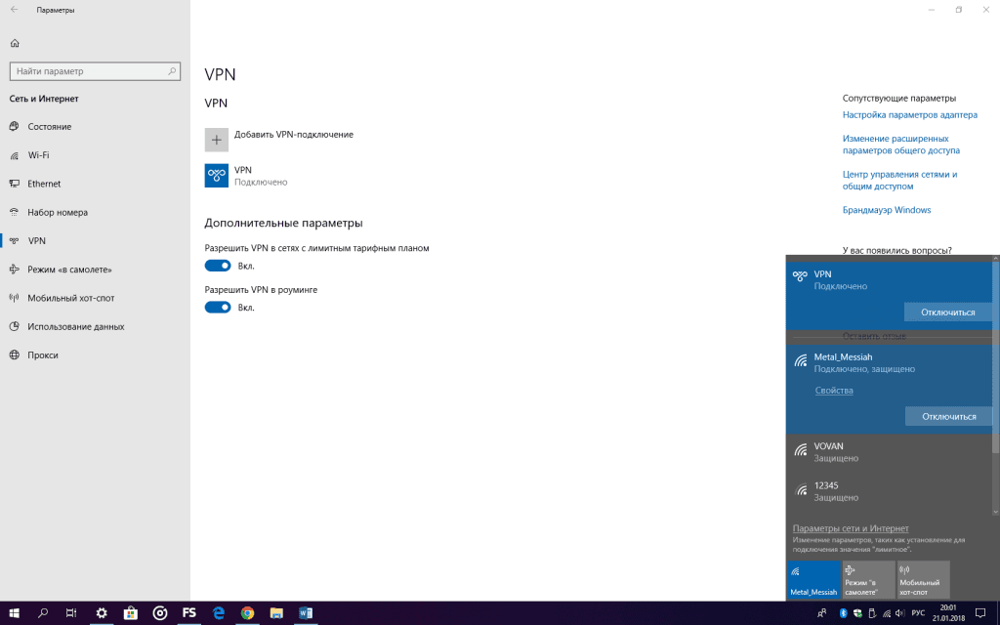 Параметры
Найти параметр
Сеть и Интернет
Состояние
Wi-Fi
Ethernet
Набор номера
VPN
Режим «в самолете»
Мобильный хот-спот
Использование данных
Прокси
VPN
VPN
Добавить VPN-подключение
VPN
Подключено
Дополнительные параметры
Разрешить VPN в сетях с лимитным тарифным планом
Вкл.
Разрешить VPN в роуминге
Вкл.
Сопутствующие параметры
Настройка параметров адаптера
Изменение расширенных
параметров общего доступа
Центр управления сетями и
общим доступом
Брандмауэр Windows
У вас появились вопросы?
VPN
Подключено
Отключиться
Оставить отзыв
Metal_Messiah
Подключено, защищено
Свойства
Отключиться
VOVAN
Защищено
12345
Защищено
Параметры сети и Интернет
Изменение параметров, таких как установление для
подключения значения "лимитное".
Metal_Messiah
Режим "в
самолете"
Мобильный
хот-спот
FS
РУС
20:01
21.01.2018